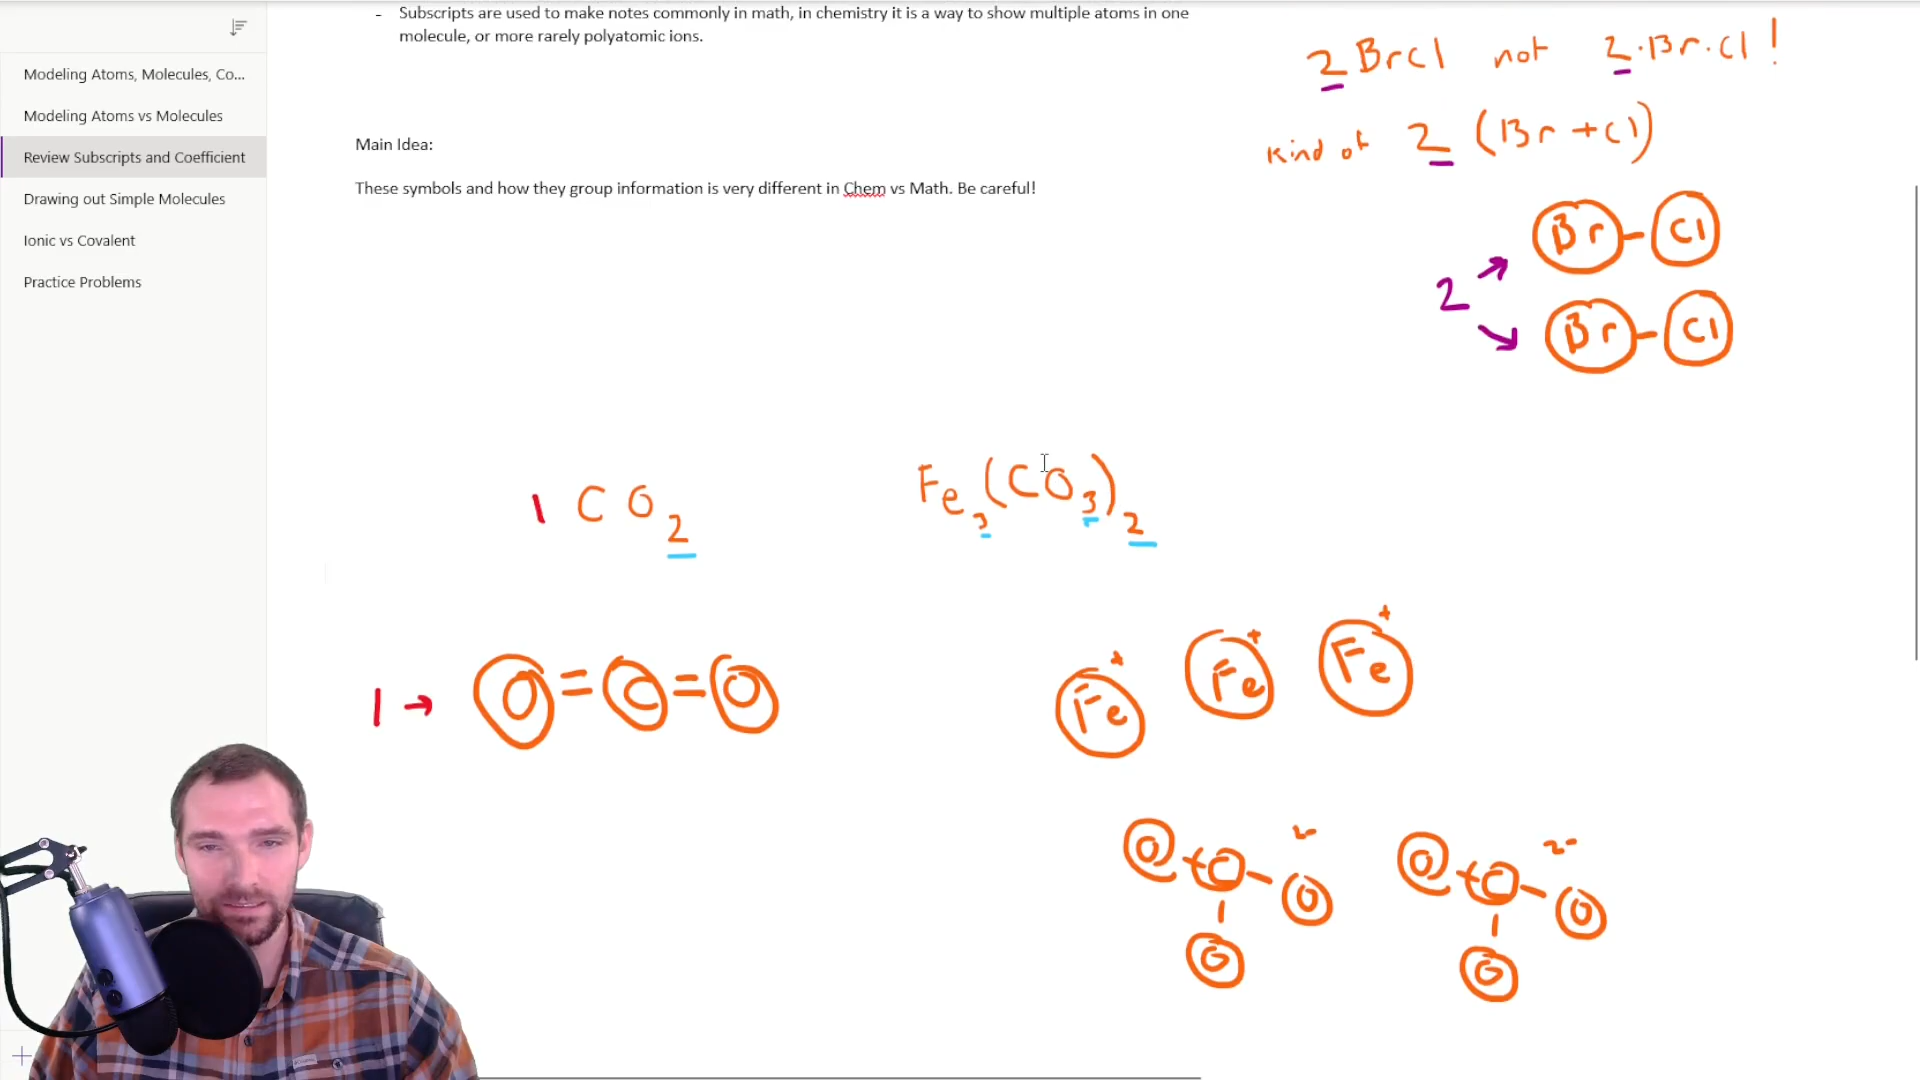 - Subscripts are used to make notes commonly in math, in chemistry it is a way to show multiple atoms in one
molecule, or more rarely polyatomic ions.
Modeling Atoms, Molecules, Co...
Modeling Atoms vs Molecules
Review Subscripts and Coefficient
Drawing out Simple Molecules
Ionic vs Covalent
Practice Problems
Main Idea:
These symbols and how they group information is very different in Chem vs Math. Be careful!
2 BrCl not 2·Br·Cl!
Kind of 2 (Br + Cl)
Br - Cl
2
Br - Cl
1 CO2
Fe3(CO3)2
1 → O = C = O
Fe+ Fe+ Fe+
O C O 2-
O
O C O 2-
O